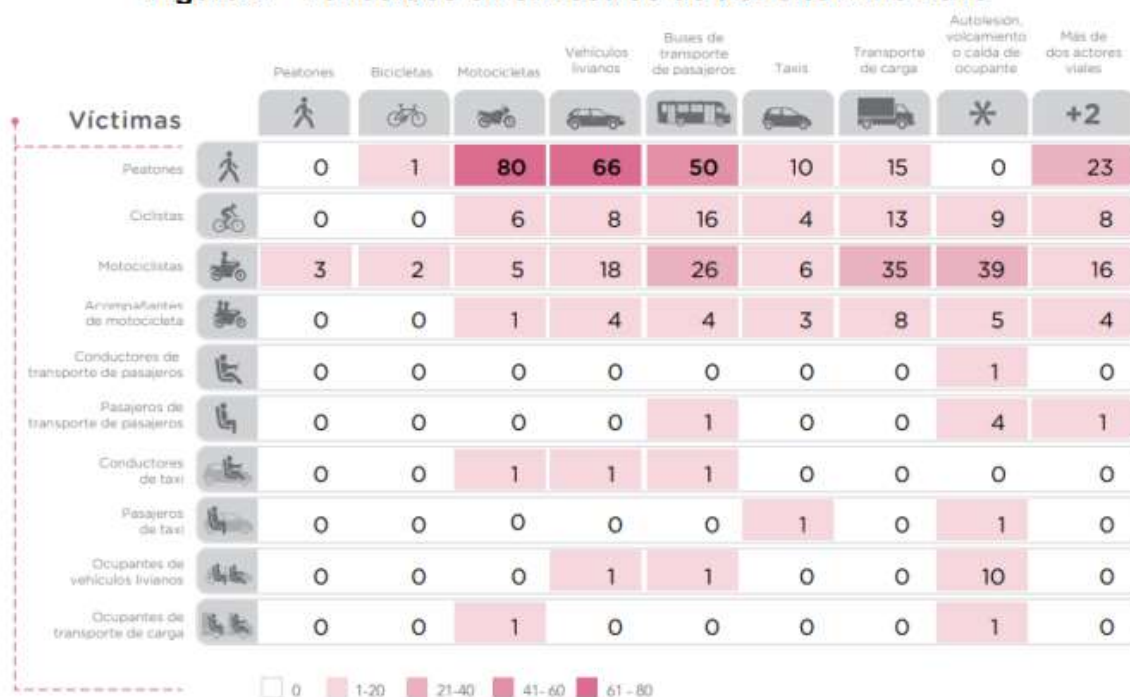 Autolesión,
volcamiento
o caída de
ocupante
Más de
dos actores
viales
Buses de
transporte
de pasajeros
Vehículos
livianos
Transporte
de carga
Peatones
Bicicletas
Motocicletas
Taxis
Víctimas
+2
Peatones 0 1 80 66 50 10 15 0 23
Ciclistas 0 0 6 8 16 4 13 9 8
Motociclistas 3 2 5 18 26 6 35 39 16
Acompañantes
de motocicleta 0 0 1 4 4 3 8 5 4
Conductores de
transporte de pasajeros 0 0 0 0 0 0 0 1 0
Pasajeros de
transporte de pasajeros 0 0 0 0 1 0 0 4 1
Conductores
de taxi 0 0 1 1 1 0 0 0 0
Pasajeros
de taxi 0 0 0 0 0 1 0 1 0
Ocupantes de
vehículos livianos 0 0 0 1 1 0 0 10 0
Ocupantes de
transporte de carga 0 0 1 0 0 0 0 1 0
0 1-20 21-40 41-60 61-80